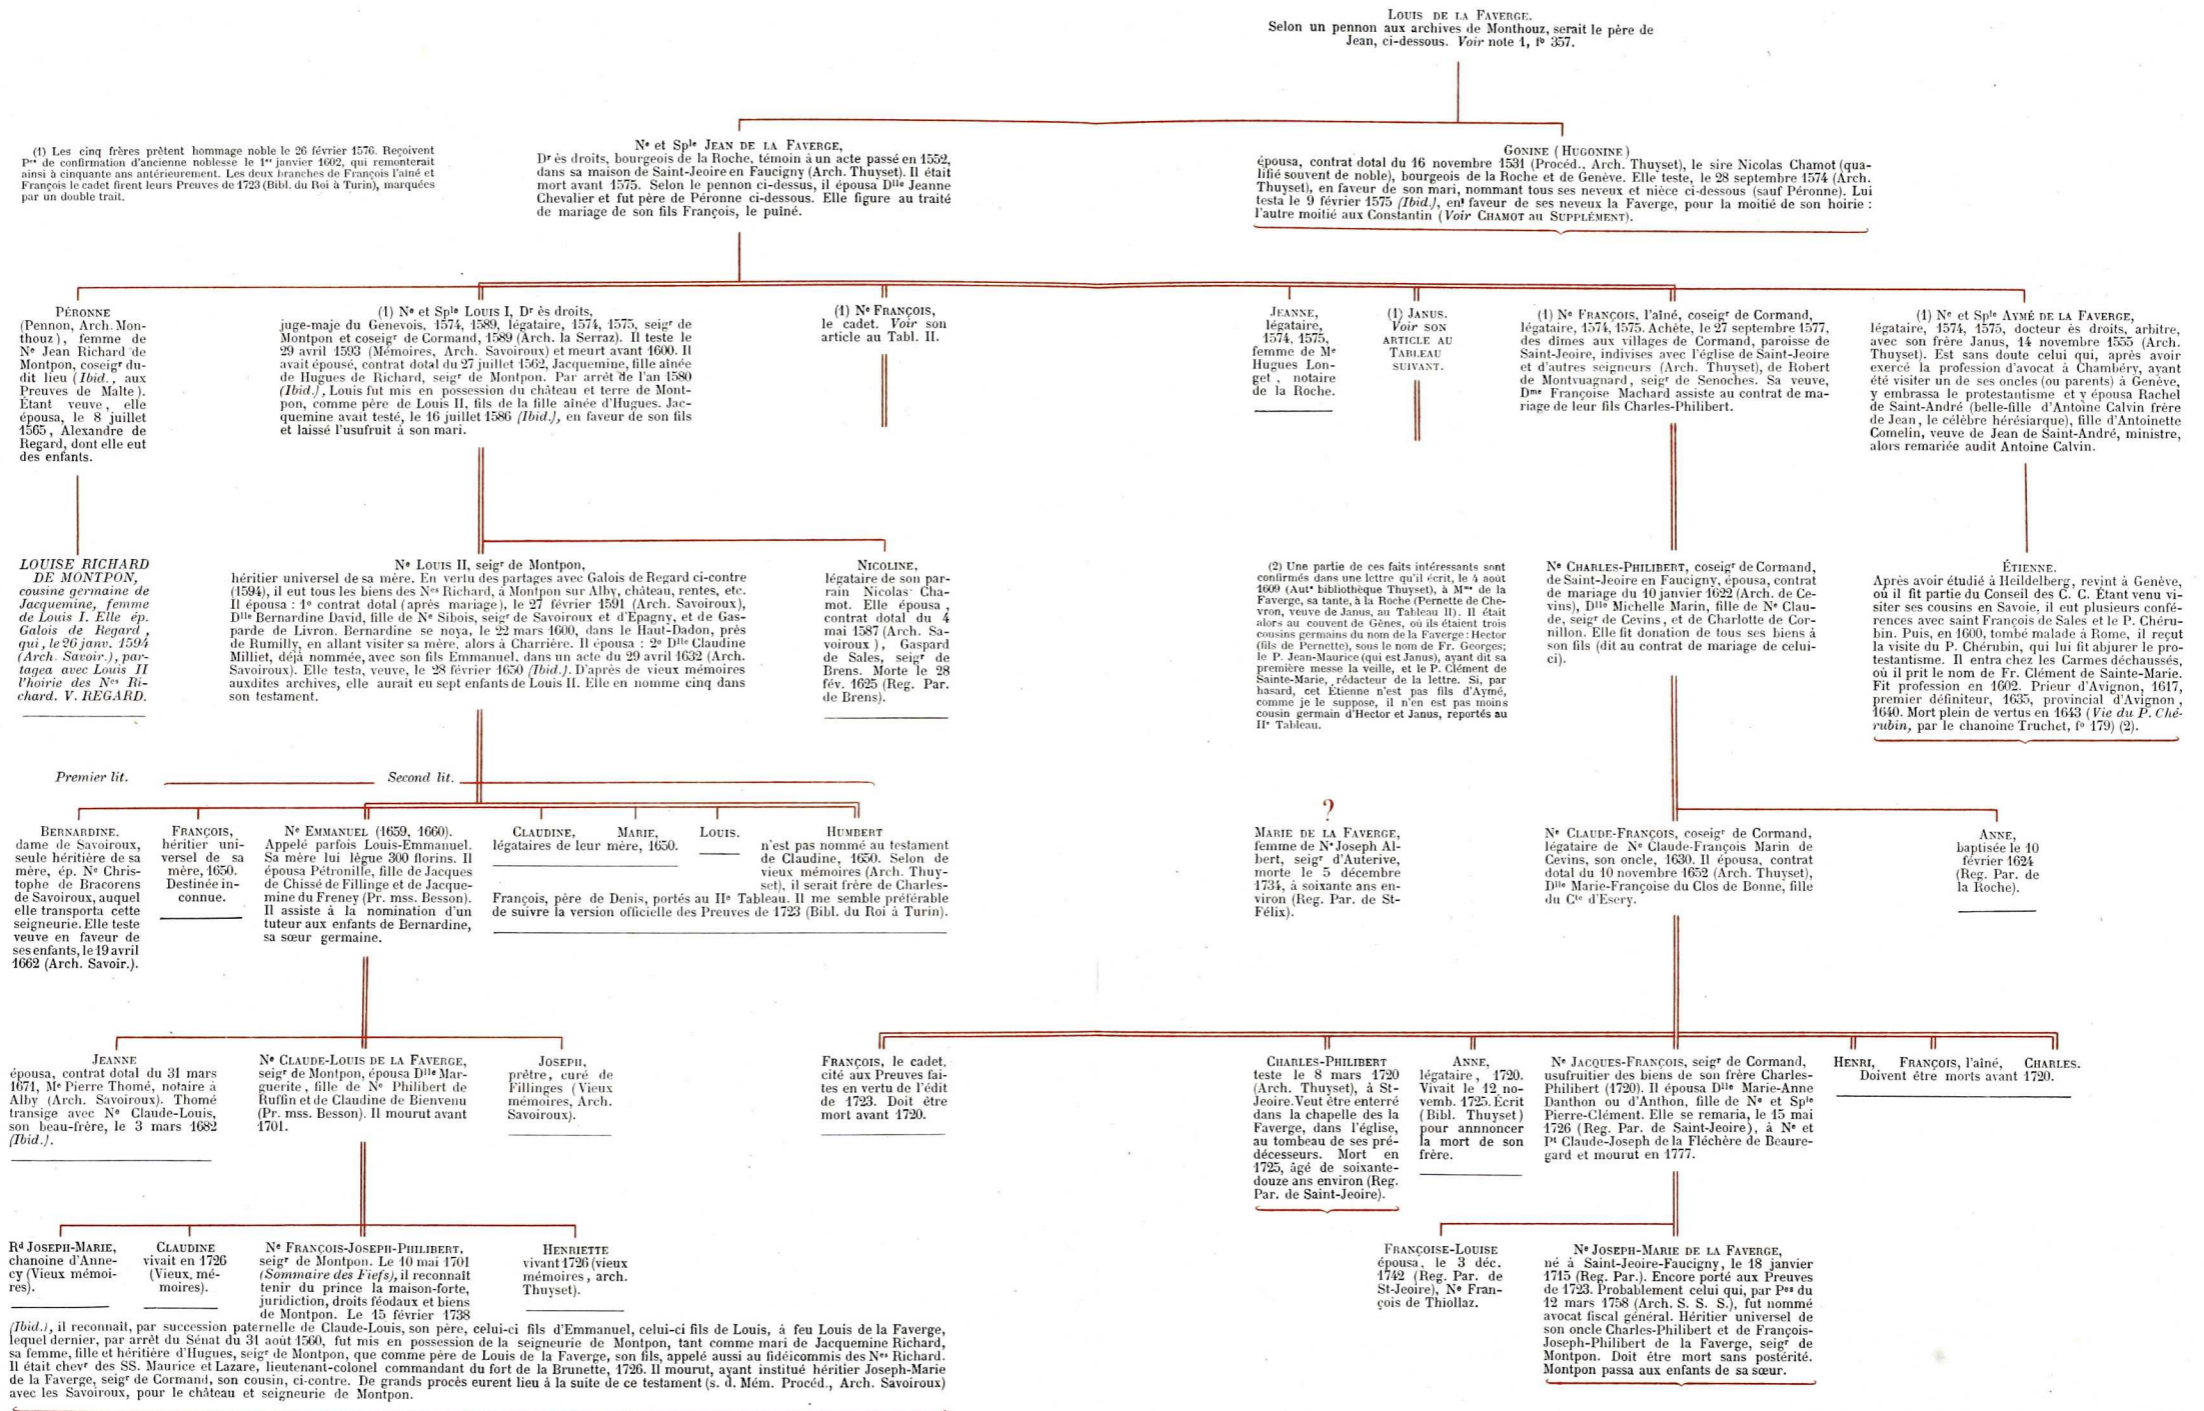 LOUIS DE LA FAVERGE.
Selon un pennon aux archives de Monthouz, serait le père de
Jean, ci-dessous. Voir note 1, fº 357.
(1) Les cinq frères prêtent hommage noble le 26 février 1576. Reçoivent
Pᵗᵉˢ de confirmation d'ancienne noblesse le 1ᵉʳ janvier 1602, qui remonterait
ainsi à cinquante ans antérieurement. Les deux branches de François l'aîné et
François le cadet firent leurs Preuves de 1723 (Bibl. du Roi à Turin), marquées
par un double trait.
Nᵉ et Spˡᵉ JEAN DE LA FAVERGE,
Dʳ ès droits, bourgeois de la Roche, témoin à un acte passé en 1552,
dans sa maison de Saint-Jeoire en Faucigny (Arch. Thuyset). Il était
mort avant 1575. Selon le pennon ci-dessus, il épousa Dˡˡᵉ Jeanne
Chevalier et fut père de Péronne ci-dessous. Elle figure au traité
de mariage de son fils François, le puîné.
GONINE (HUGONINE)
épousa, contrat dotal du 16 novembre 1531 (Procéd., Arch. Thuyset), le sire Nicolas Chamot (qua-
lifié souvent de noble), bourgeois de la Roche et de Genève. Elle teste, le 28 septembre 1574 (Arch.
Thuyset), en faveur de son mari, nommant tous ses neveux et nièce ci-dessous (sauf Péronne). Lui
testa le 9 février 1575 (Ibid.), en faveur de ses neveux la Faverge, pour la moitié de son hoirie :
l'autre moitié aux Constantin (Voir CHAMOT au SUPPLÉMENT).
PÉRONNE
(Pennon, Arch. Mon-
thouz), femme de
Nᵉ Jean Richard de
Montpon, coseigʳ du-
dit lieu (Ibid., aux
Preuves de Malte).
Étant veuve, elle
épousa, le 8 juillet
1565, Alexandre de
Regard, dont elle eut
des enfants.
(1) Nᵉ et Spˡᵉ LOUIS I, Dʳ ès droits,
juge-maje du Genevois, 1574, 1589, légataire, 1574, 1575, seigʳ de
Montpon et coseigʳ de Cormand, 1589 (Arch. la Serraz). Il teste le
29 avril 1593 (Mémoires, Arch. Savoiroux) et meurt avant 1600. Il
avait épousé, contrat dotal du 27 juillet 1562, Jacquemine, fille aînée
de Hugues de Richard, seigʳ de Montpon. Par arrêt de l'an 1580
(Ibid.), Louis fut mis en possession du château et terre de Mont-
pon, comme père de Louis II, fils de la fille aînée d'Hugues. Jac-
quemine avait testé, le 16 juillet 1586 (Ibid.), en faveur de son fils
et laissé l'usufruit à son mari.
(1) Nᵉ FRANÇOIS,
le cadet. Voir son
article au Tabl. II.
JEANNE,
légataire,
1574, 1575,
femme de Mᵉ
Hugues Lon-
get, notaire
de la Roche.
(1) JANUS.
Voir SON
ARTICLE AU
TABLEAU
SUIVANT.
(1) Nᵉ FRANÇOIS, l'aîné, coseigʳ de Cormand,
légataire, 1574, 1575. Achète, le 27 septembre 1577,
des dîmes aux villages de Cormand, paroisse de
Saint-Jeoire, indivises avec l'église de Saint-Jeoire
et d'autres seigneurs (Arch. Thuyset), de Robert
de Montvuagnard, seigʳ de Senoches. Sa veuve,
Dᵐᵉ Françoise Machard assiste au contrat de ma-
riage de leur fils Charles-Philibert.
(1) Nᵉ et Spˡᵉ AYMÉ DE LA FAVERGE,
légataire, 1574, 1575, docteur ès droits, arbitre,
avec son frère Janus, 14 novembre 1555 (Arch.
Thuyset). Est sans doute celui qui, après avoir
exercé la profession d'avocat à Chambéry, ayant
été visiter un de ses oncles (ou parents) à Genève,
y embrassa le protestantisme et y épousa Rachel
de Saint-André (belle-fille d'Antoine Calvin frère
de Jean, le célèbre hérésiarque), fille d'Antoinette
Comelin, veuve de Jean de Saint-André, ministre,
alors remariée audit Antoine Calvin.
LOUISE RICHARD
DE MONTPON,
cousine germaine de
Jacquemine, femme
de Louis I. Elle ép.
Galois de Regard,
qui, le 26 janv. 1594
(Arch. Savoir.), par-
tagea avec Louis II
l'hoirie des Nᵉˢ Ri-
chard. V. REGARD.
Nᵉ LOUIS II, seigʳ de Montpon,
héritier universel de sa mère. En vertu des partages avec Galois de Regard ci-contre
(1594), il eut tous les biens des Nᵉˢ Richard, à Montpon sur Alby, château, rentes, etc.
Il épousa : 1º contrat dotal (après mariage), le 27 février 1591 (Arch. Savoiroux),
Dˡˡᵉ Bernardine David, fille de Nᵉ Sibois, seigʳ de Savoiroux et d'Epagny, et de Gas-
parde de Livron. Bernardine se noya, le 22 mars 1600, dans le Haut-Dadon, près
de Rumilly, en allant visiter sa mère, alors à Charrière. Il épousa : 2º Dˡˡᵉ Claudine
Milliet, déjà nommée, avec son fils Emmanuel, dans un acte du 29 avril 1632 (Arch.
Savoiroux). Elle testa, veuve, le 28 février 1650 (Ibid.). D'après de vieux mémoires
auxdites archives, elle aurait eu sept enfants de Louis II. Elle en nomme cinq dans
son testament.
NICOLINE,
légataire de son par-
rain Nicolas Cha-
mot. Elle épousa,
contrat dotal du 4
mai 1587 (Arch. Sa-
voiroux), Gaspard
de Sales, seigʳ de
Brens. Morte le 28
fév. 1625 (Reg. Par.
de Brens).
(2) Une partie de ces faits intéressants sont
confirmés dans une lettre qu'il écrit, le 4 août
1609 (Autᵉ bibliothèque Thuyset), à Mᵐᵉ de la
Faverge, sa tante, à la Roche (Pernette de Che-
vron, veuve de Janus, au Tableau II). Il était
alors au couvent de Gênes, où ils étaient trois
cousins germains du nom de la Faverge : Hector
(fils de Pernette), sous le nom de Fr. Georges;
le P. Jean-Maurice (qui est Janus), ayant dit sa
première messe la veille, et le P. Clément de
Sainte-Marie, rédacteur de la lettre. Si, par
hasard, cet Étienne n'est pas fils d'Aymé,
comme je le suppose, il n'en est pas moins
cousin germain d'Hector et Janus, reportés au
IIᵉ Tableau.
Nᵉ CHARLES-PHILIBERT, coseigʳ de Cormand,
de Saint-Jeoire en Faucigny, épousa, contrat
de mariage du 10 janvier 1622 (Arch. de Ce-
vins), Dˡˡᵉ Michelle Marin, fille de Nᵉ Clau-
de, seigʳ de Cevins, et de Charlotte de Cor-
nillon. Elle fit donation de tous ses biens à
son fils (dit au contrat de mariage de celui-
ci).
ÉTIENNE.
Après avoir étudié à Heildelberg, revint à Genève,
où il fit partie du Conseil des C. C. Étant venu vi-
siter ses cousins en Savoie, il eut plusieurs confé-
rences avec saint François de Sales et le P. Chéru-
bin. Puis, en 1600, tombé malade à Rome, il reçut
la visite du P. Chérubin, qui lui fit abjurer le pro-
testantisme. Il entra chez les Carmes déchaussés,
où il prit le nom de Fr. Clément de Sainte-Marie.
Fit profession en 1602. Prieur d'Avignon, 1617,
premier définiteur, 1635, provincial d'Avignon,
1640. Mort plein de vertus en 1643 (Vie du P. Ché-
rubin, par le chanoine Truchet, fº 179) (2).
Premier lit.
Second lit.
BERNARDINE.
dame de Savoiroux,
seule héritière de sa
mère, ép. Nᵉ Chris-
tophe de Bracorens
de Savoiroux, auquel
elle transporta cette
seigneurie. Elle teste
veuve en faveur de
ses enfants, le 19 avril
1662 (Arch. Savoir.).
FRANÇOIS,
héritier uni-
versel de sa
mère, 1650.
Destinée in-
connue.
Nᵉ EMMANUEL (1659, 1660).
Appelé parfois Louis-Emmanuel.
Sa mère lui lègue 300 florins. Il
épousa Pétronille, fille de Jacques
de Chissé de Fillinge et de Jacque-
mine du Freney (Pr. mss. Besson).
Il assiste à la nomination d'un
tuteur aux enfants de Bernardine,
sa sœur germaine.
CLAUDINE, MARIE,
légataires de leur mère, 1650.
LOUIS.
HUMBERT
n'est pas nommé au testament
de Claudine, 1650. Selon de
vieux mémoires (Arch. Thuy-
set), il serait frère de Charles-
François, père de Denis, portés au IIᵉ Tableau. Il me semble préférable
de suivre la version officielle des Preuves de 1723 (Bibl. du Roi à Turin).
?
MARIE DE LA FAVERGE,
femme de Nᵉ Joseph Al-
bert, seigʳ d'Auterive,
morte le 5 décembre
1734, à soixante ans en-
viron (Reg. Par. de St-
Félix).
Nᵉ CLAUDE-FRANÇOIS, coseigʳ de Cormand,
légataire de Nᵉ Claude-François Marin de
Cevins, son oncle, 1630. Il épousa, contrat
dotal du 10 novembre 1652 (Arch. Thuyset),
Dˡˡᵉ Marie-Françoise du Clos de Bonne, fille
du Cᵗᵉ d'Esery.
ANNE,
baptisée le 10
février 1624
(Reg. Par. de
la Roche).
JEANNE
épousa, contrat dotal du 31 mars
1671, Mᵉ Pierre Thomé, notaire à
Alby (Arch. Savoiroux). Thomé
transige avec Nᵉ Claude-Louis,
son beau-frère, le 3 mars 1682
(Ibid.).
Nᵉ CLAUDE-LOUIS DE LA FAVERGE,
seigʳ de Montpon, épousa Dˡˡᵉ Mar-
guerite, fille de Nᵉ Philibert de
Ruffin et de Claudine de Bienvenu
(Pr. mss. Besson). Il mourut avant
1701.
JOSEPH,
prêtre, curé de
Fillinges (Vieux
mémoires, Arch.
Savoiroux).
FRANÇOIS, le cadet.
cité aux Preuves fai-
tes en vertu de l'édit
de 1723. Doit être
mort avant 1720.
CHARLES-PHILIBERT
teste le 8 mars 1720
(Arch. Thuyset), à St-
Jeoire. Veut être enterré
dans la chapelle des la
Faverge, dans l'église,
au tombeau de ses pré-
décesseurs. Mort en
1725, âgé de soixante-
douze ans environ (Reg.
Par. de Saint-Jeoire).
ANNE,
légataire, 1720.
Vivait le 12 no-
vemb. 1725. Écrit
(Bibl. Thuyset)
pour annnoncer
la mort de son
frère.
Nᵉ JACQUES-FRANÇOIS, seigʳ de Cormand,
usufruitier des biens de son frère Charles-
Philibert (1720). Il épousa Dˡˡᵉ Marie-Anne
Danthon ou d'Anthon, fille de Nᵉ et Spˡᵉ
Pierre-Clément. Elle se remaria, le 15 mai
1726 (Reg. Par. de Saint-Jeoire), à Nᵉ et
Pᵗ Claude-Joseph de la Fléchère de Beaure-
gard et mourut en 1777.
HENRI, FRANÇOIS, l'aîné, CHARLES.
Doivent être morts avant 1720.
Rᵈ JOSEPH-MARIE,
chanoine d'Anne-
cy (Vieux mémoi-
res).
CLAUDINE
vivait en 1726
(Vieux. mé-
moires).
Nᵉ FRANÇOIS-JOSEPH-PHILIBERT,
seigʳ de Montpon. Le 10 mai 1701
(Sommaire des Fiefs), il reconnaît
tenir du prince la maison-forte,
juridiction, droits féodaux et biens
de Montpon. Le 15 février 1738
(Ibid.), il reconnaît, par succession paternelle de Claude-Louis, son père, celui-ci fils d'Emmanuel, celui-ci fils de Louis, à feu Louis de la Faverge,
lequel dernier, par arrêt du Sénat du 31 août 1560, fut mis en possession de la seigneurie de Montpon, tant comme mari de Jacquemine Richard,
sa femme, fille et héritière d'Hugues, seigʳ de Montpon, que comme père de Louis de la Faverge, son fils, appelé aussi au fidéicommis des Nᵉˢ Richard.
Il était chevʳ des SS. Maurice et Lazare, lieutenant-colonel commandant du fort de la Brunette, 1726. Il mourut, ayant institué héritier Joseph-Marie
de la Faverge, seigʳ de Cormand, son cousin, ci-contre. De grands procès eurent lieu à la suite de ce testament (s. d. Mém. Procéd., Arch. Savoiroux)
avec les Savoiroux, pour le château et seigneurie de Montpon.
HENRIETTE
vivant 1726 (vieux
mémoires, arch.
Thuyset).
FRANÇOISE-LOUISE
épousa, le 3 déc.
1742 (Reg. Par. de
St-Jeoire), Nᵉ Fran-
çois de Thiollaz.
Nᵉ JOSEPH-MARIE DE LA FAVERGE,
né à Saint-Jeoire-Faucigny, le 18 janvier
1715 (Reg. Par.). Encore porté aux Preuves
de 1723. Probablement celui qui, par Pᵉˢ du
12 mars 1758 (Arch. S. S. S.), fut nommé
avocat fiscal général. Héritier universel de
son oncle Charles-Philibert et de François-
Joseph-Philibert de la Faverge, seigʳ de
Montpon. Doit être mort sans postérité.
Montpon passa aux enfants de sa sœur.